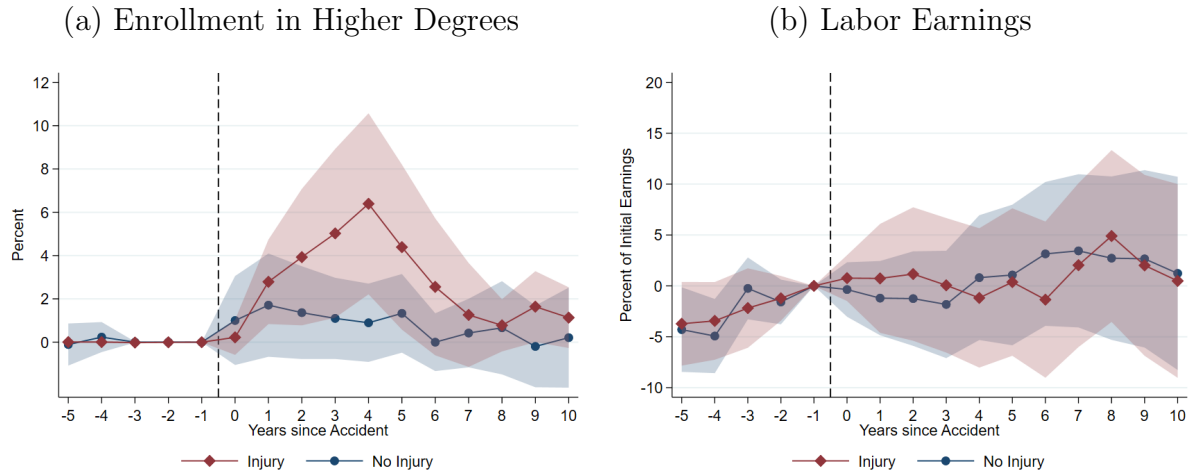 (a) Enrollment in Higher Degrees
12
10
8
6
4
2
0
Percent
-5 -4 -3 -2 -1 0 1 2 3 4 5 6 7 8 9 10
Years since Accident
Injury No Injury
(b) Labor Earnings
20
15
10
5
0
-5
-10
Percent of Initial Earnings
-5 -4 -3 -2 -1 0 1 2 3 4 5 6 7 8 9 10
Years since Accident
Injury No Injury